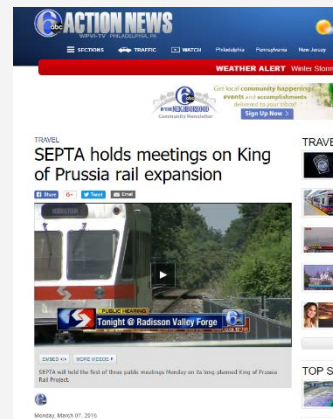 6abc ACTION NEWS
WPVI-TV PHILADELPHIA, PA
SECTIONS TRAFFIC WATCH Philadelphia Pennsylvania New Jersey
WEATHER ALERT Winter Storm
Get local community happenings,
events and accomplishments
delivered to your inbox!
Sign Up Now >
NEIGHBORHOOD
Community Newsletter
TRAVEL
SEPTA holds meetings on King
of Prussia rail expansion
Share G+ Tweet Email
PUBLIC HEARING
Tonight @ Radisson Valley Forge
EMBED <> MORE VIDEOS
SEPTA will hold the first of three public meetings Monday on its long planned King of Prussia
Rail Project.
Monday, March 07, 2016
TRAVE
TOP S